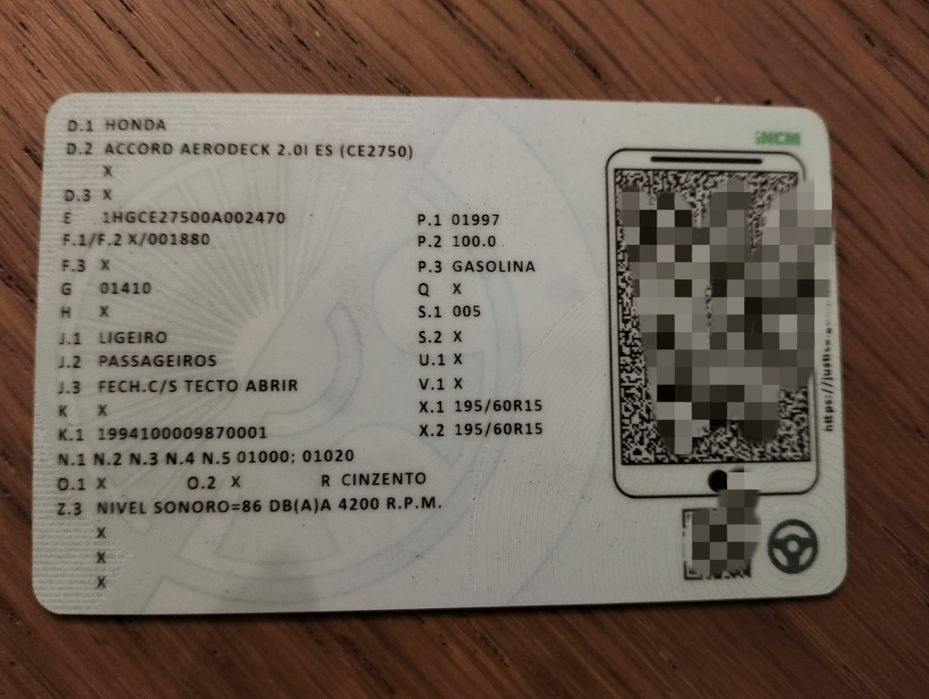 INCM
D.1 HONDA
D.2 ACCORD AERODECK 2.0I ES (CE2750)
X
D.3 X
E 1HGCE27500A002470
F.1/F.2 X/001880
F.3 X
G 01410
H X
J.1 LIGEIRO
J.2 PASSAGEIROS
J.3 FECH.C/S TECTO ABRIR
K X
K.1 1994100009870001
N.1 N.2 N.3 N.4 N.5 01000; 01020
O.1 X O.2 X R CINZENTO
Z.3 NIVEL SONORO=86 DB(A)A 4200 R.P.M.
X
X
X
P.1 01997
P.2 100.0
P.3 GASOLINA
Q X
S.1 005
S.2 X
U.1 X
V.1 X
X.1 195/60R15
X.2 195/60R15